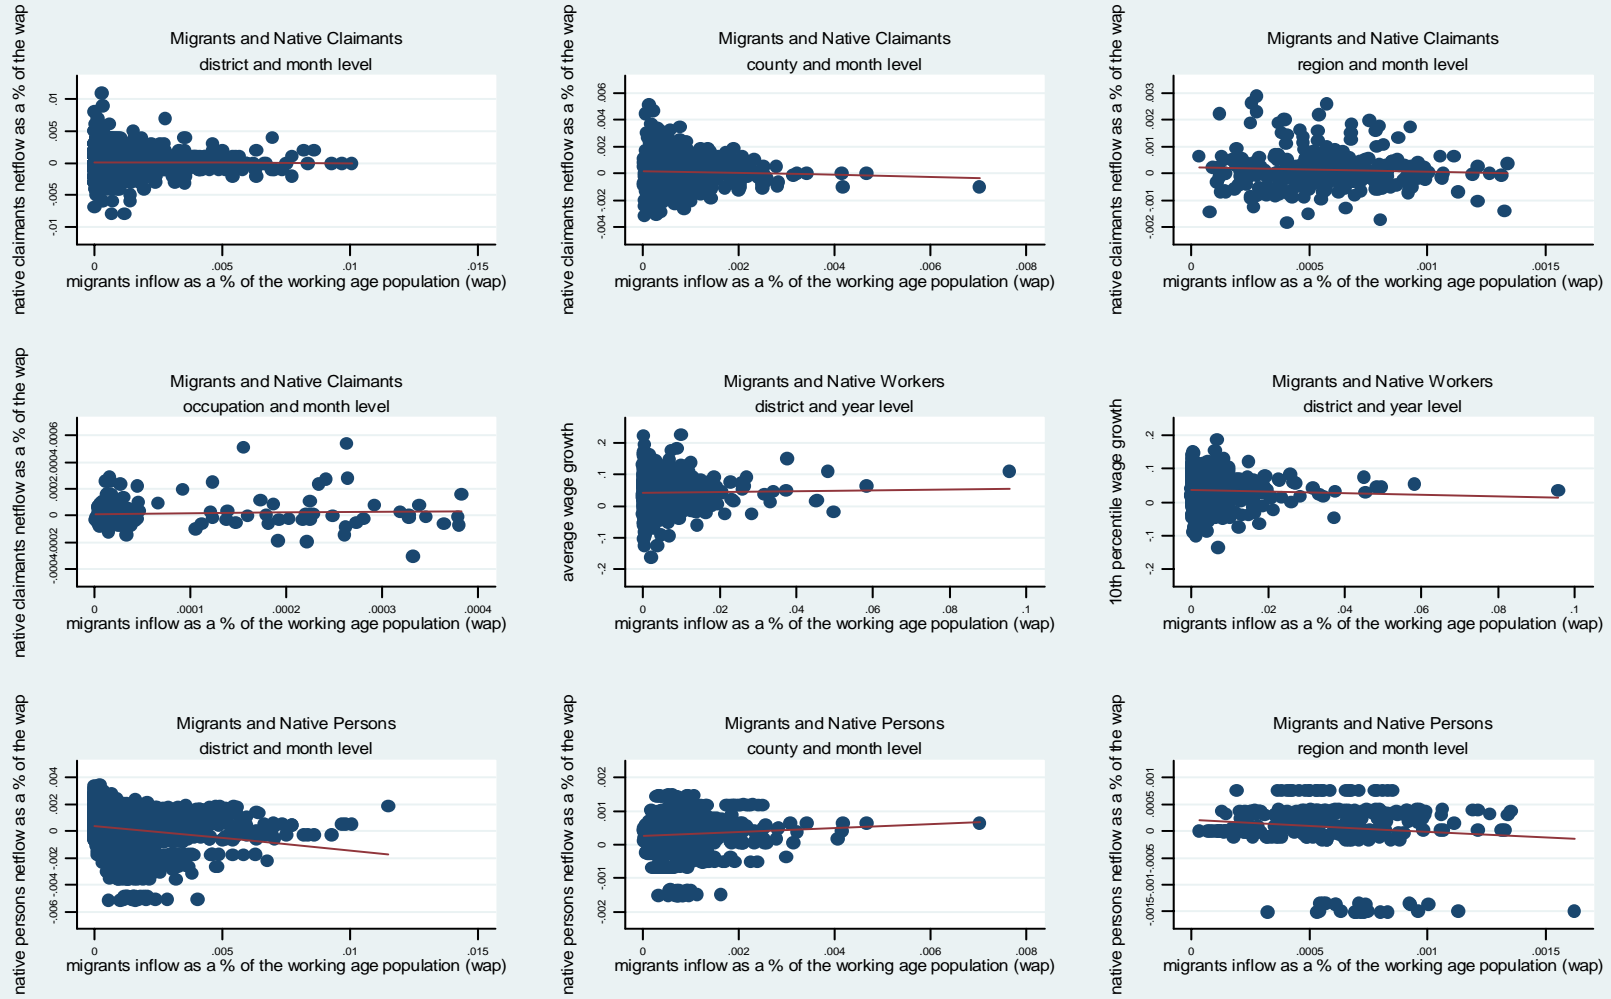 Migrants and Native Claimants
district and month level
native claimants netflow as a % of the wap
.01
.005
0
-.005
-.01
0 .005 .01 .015
migrants inflow as a % of the working age population (wap)
Migrants and Native Claimants
county and month level
native claimants netflow as a % of the wap
.006
.004
.002
0
-.002
-.004
0 .002 .004 .006 .008
migrants inflow as a % of the working age population (wap)
Migrants and Native Claimants
region and month level
native claimants netflow as a % of the wap
.003
.002
.001
0
-.001
-.002
0 .0005 .001 .0015
migrants inflow as a % of the working age population (wap)
Migrants and Native Claimants
occupation and month level
native claimants netflow as a % of the wap
.0006
.0004
.0002
0
-.0002
-.0004
0 .0001 .0002 .0003 .0004
migrants inflow as a % of the working age population (wap)
Migrants and Native Workers
district and year level
average wage growth
.2
.1
0
-.1
-.2
0 .02 .04 .06 .08 .1
migrants inflow as a % of the working age population (wap)
Migrants and Native Workers
district and year level
10th percentile wage growth
.2
.1
0
-.1
-.2
0 .02 .04 .06 .08 .1
migrants inflow as a % of the working age population (wap)
Migrants and Native Persons
district and month level
native persons netflow as a % of the wap
.004
.002
0
-.002
-.004
-.006
0 .005 .01 .015
migrants inflow as a % of the working age population (wap)
Migrants and Native Persons
county and month level
native persons netflow as a % of the wap
.002
.001
0
-.001
-.002
0 .002 .004 .006 .008
migrants inflow as a % of the working age population (wap)
Migrants and Native Persons
region and month level
native persons netflow as a % of the wap
.001
.0005
0
-.0005
-.001
-.0015
0 .0005 .001 .0015
migrants inflow as a % of the working age population (wap)